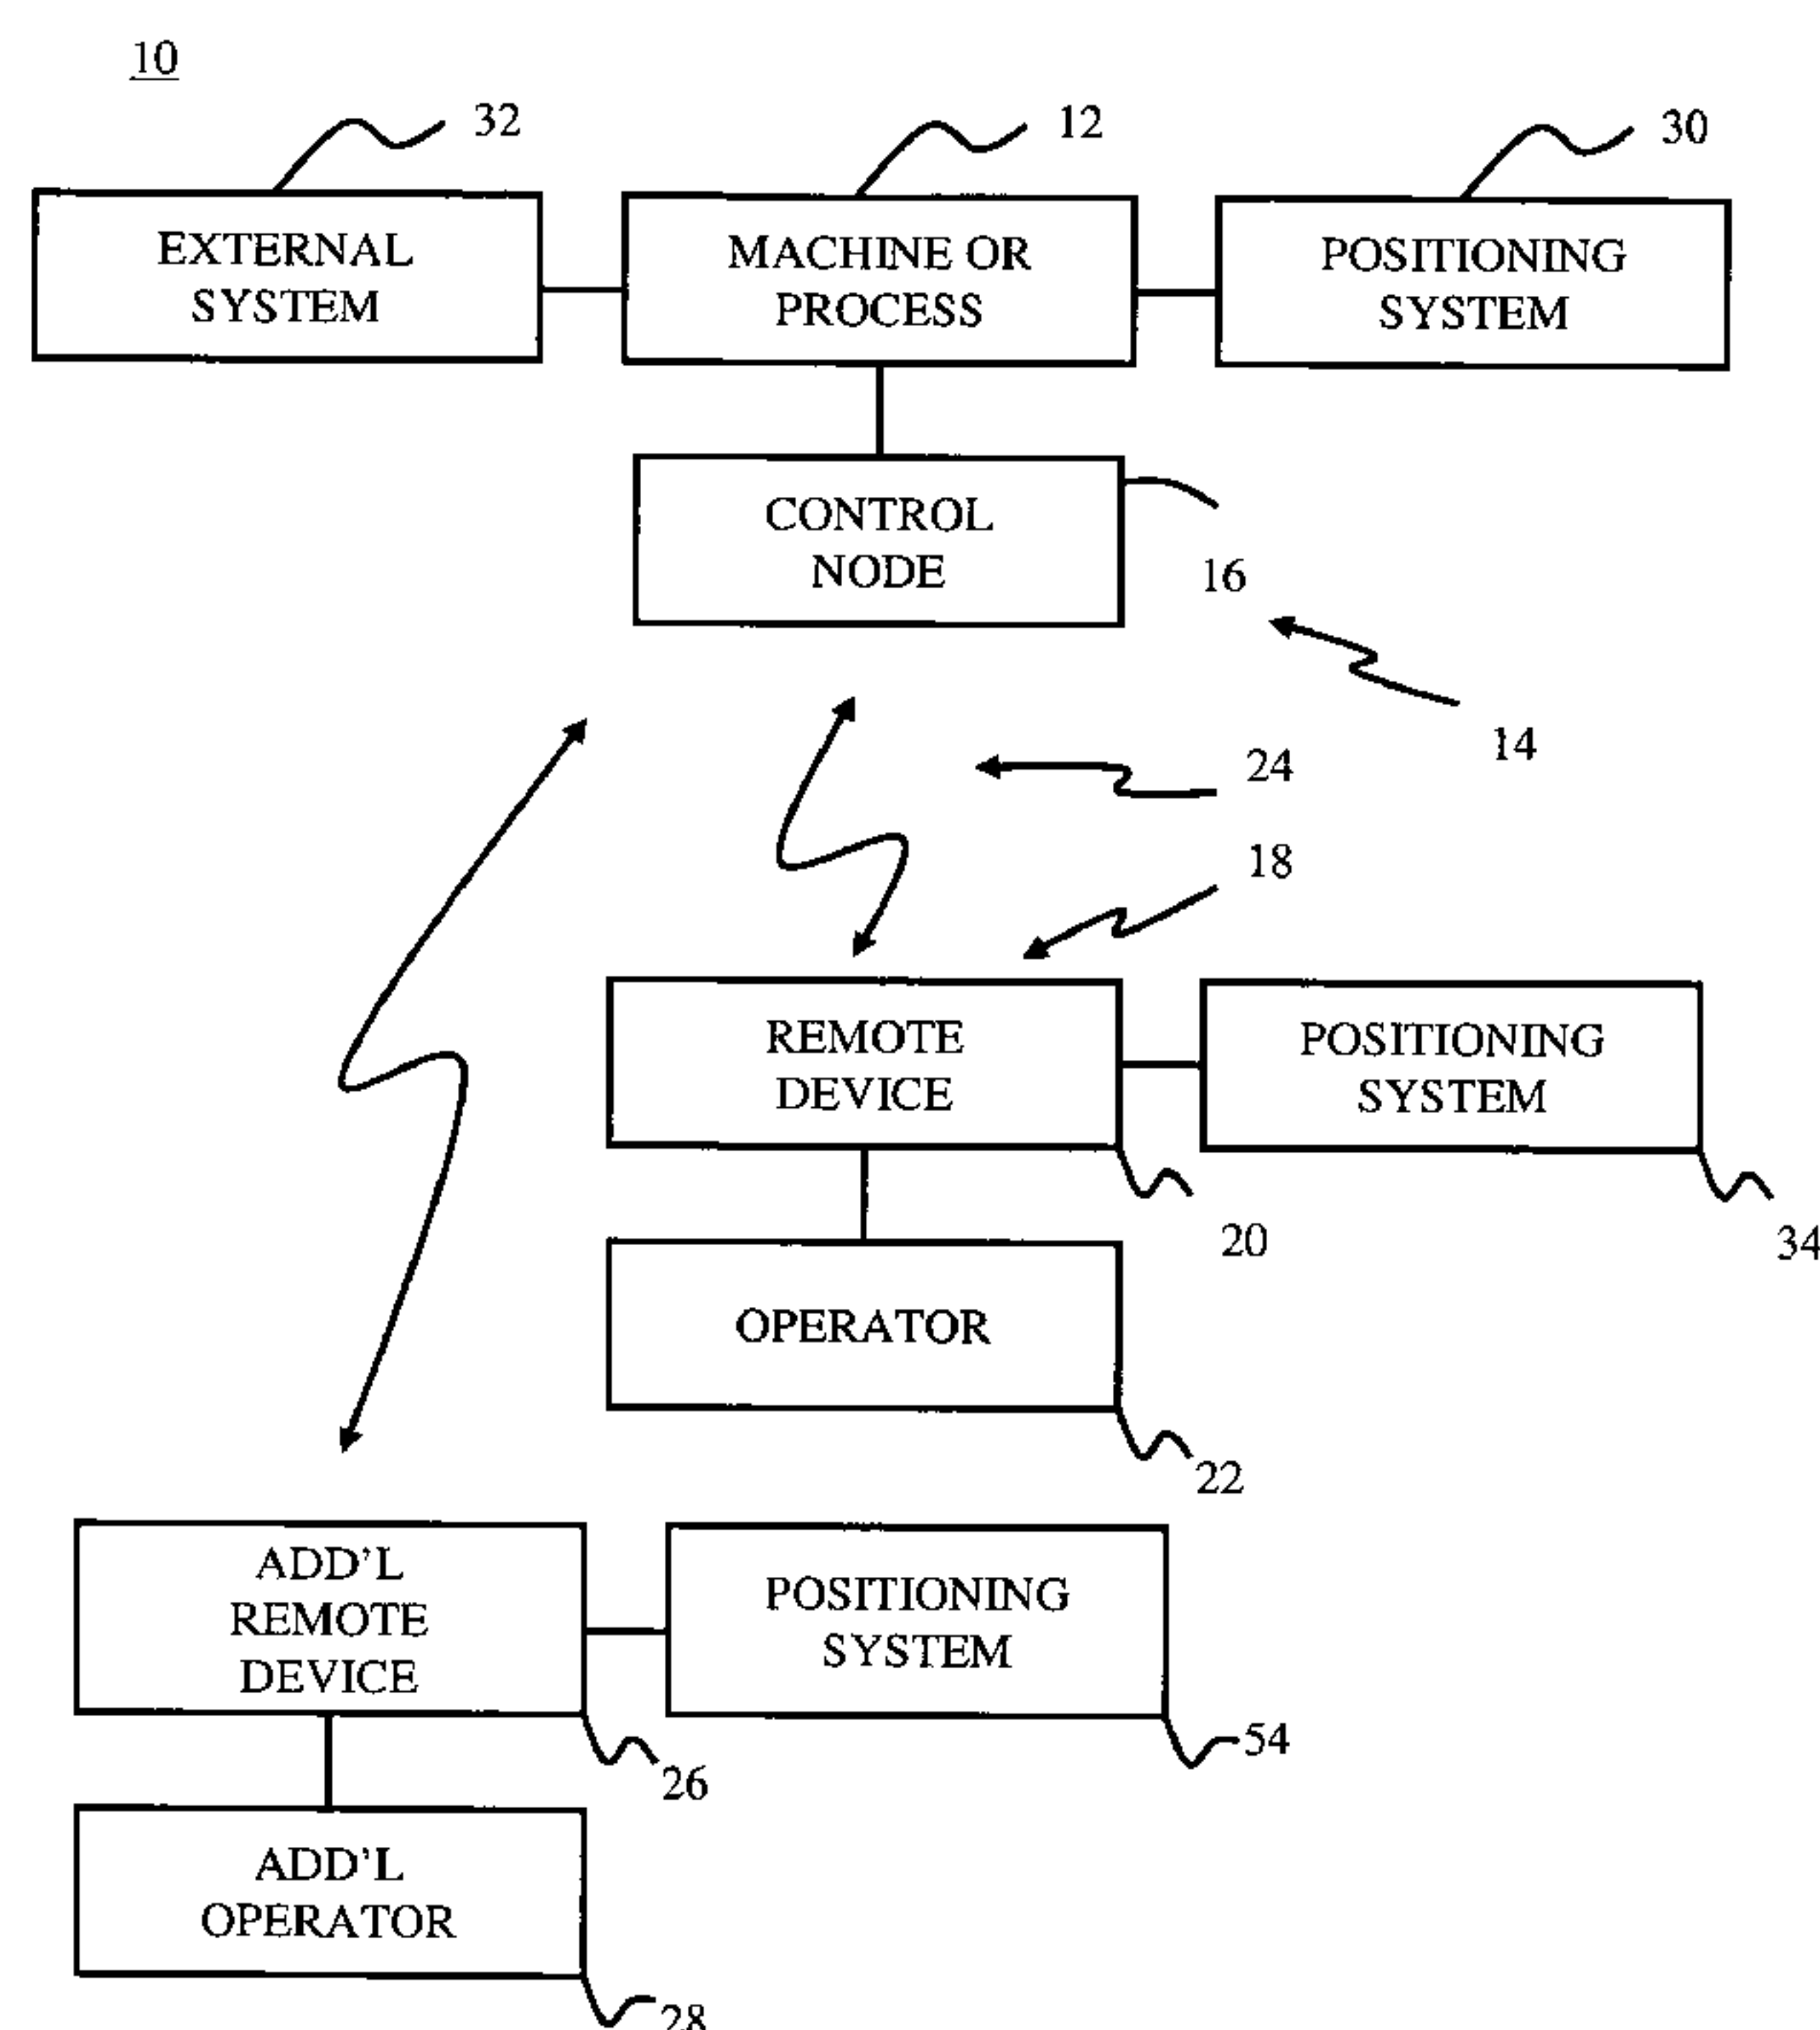 10
32
12
30
EXTERNAL
SYSTEM
MACHINE OR
PROCESS
POSITIONING
SYSTEM
CONTROL
NODE
16
14
24
18
REMOTE
DEVICE
POSITIONING
SYSTEM
20
34
OPERATOR
22
ADD'L
REMOTE
DEVICE
POSITIONING
SYSTEM
54
26
ADD'L
OPERATOR
28